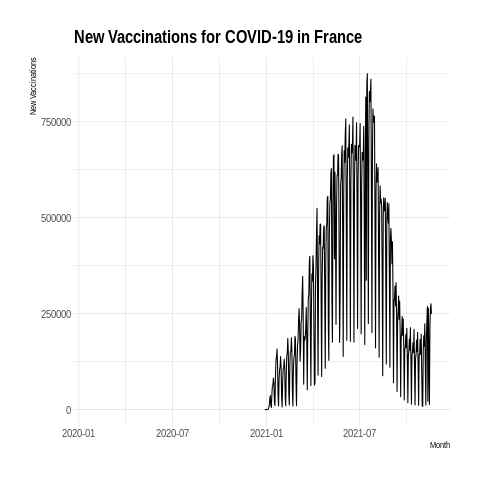 New Vaccinations for COVID-19 in France
New Vaccinations
750000
500000
250000
0
2020-01 2020-07 2021-01 2021-07
Month